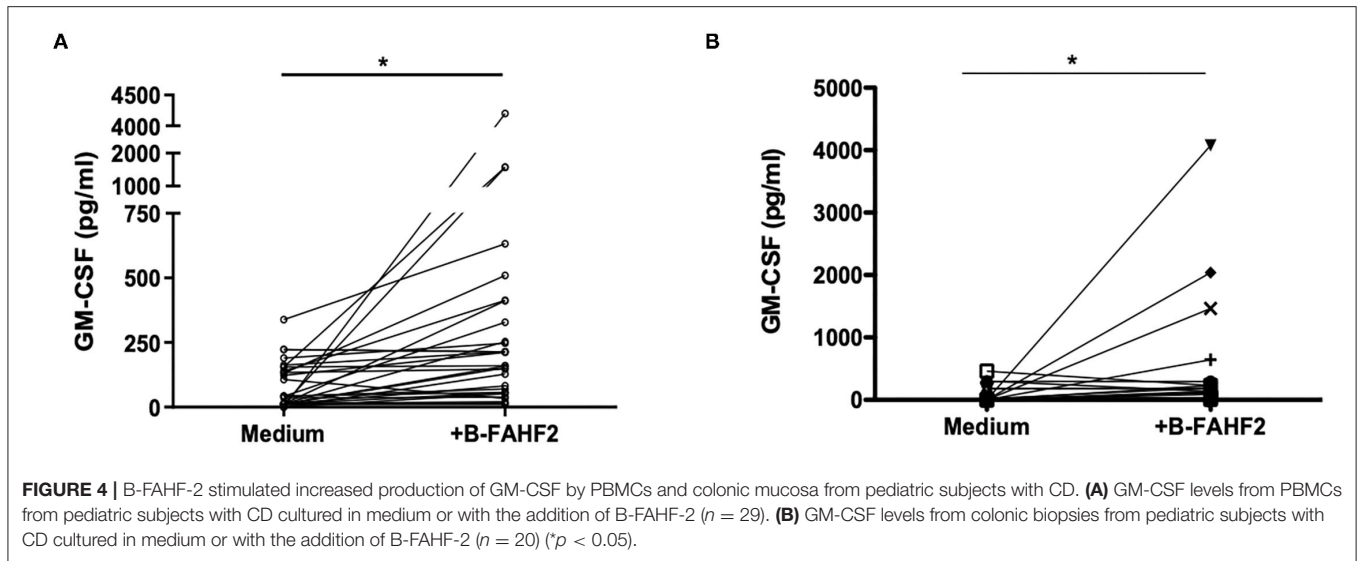 A
*
4500
4000
2000
1000
750
500
250
0
GM-CSF (pg/ml)
Medium +B-FAHF2
B
*
5000
4000
3000
2000
1000
0
GM-CSF (pg/ml)
Medium +B-FAHF2
FIGURE 4 | B-FAHF-2 stimulated increased production of GM-CSF by PBMCs and colonic mucosa from pediatric subjects with CD. (A) GM-CSF levels from PBMCs
from pediatric subjects with CD cultured in medium or with the addition of B-FAHF-2 (n = 29). (B) GM-CSF levels from colonic biopsies from pediatric subjects with
CD cultured in medium or with the addition of B-FAHF-2 (n = 20) (*p < 0.05).